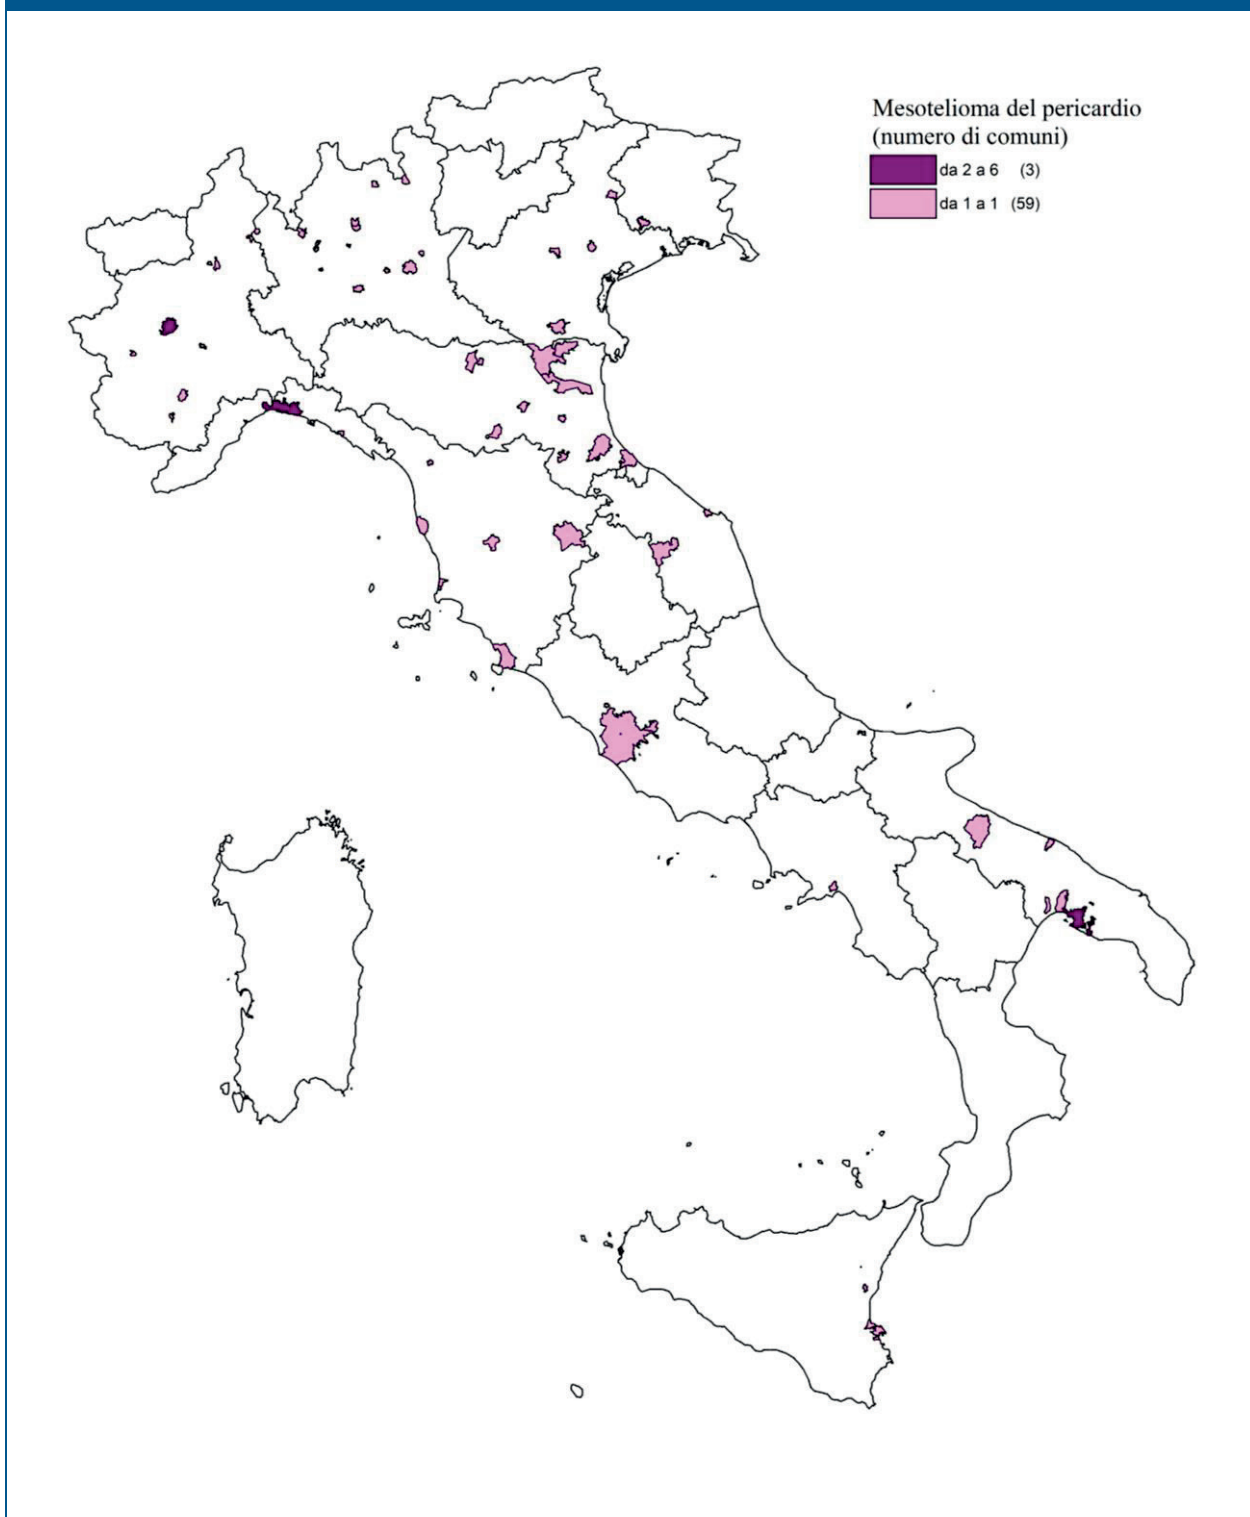 Mesotelioma del pericardio
(numero di comuni)
da 2 a 6 (3)
da 1 a 1 (59)